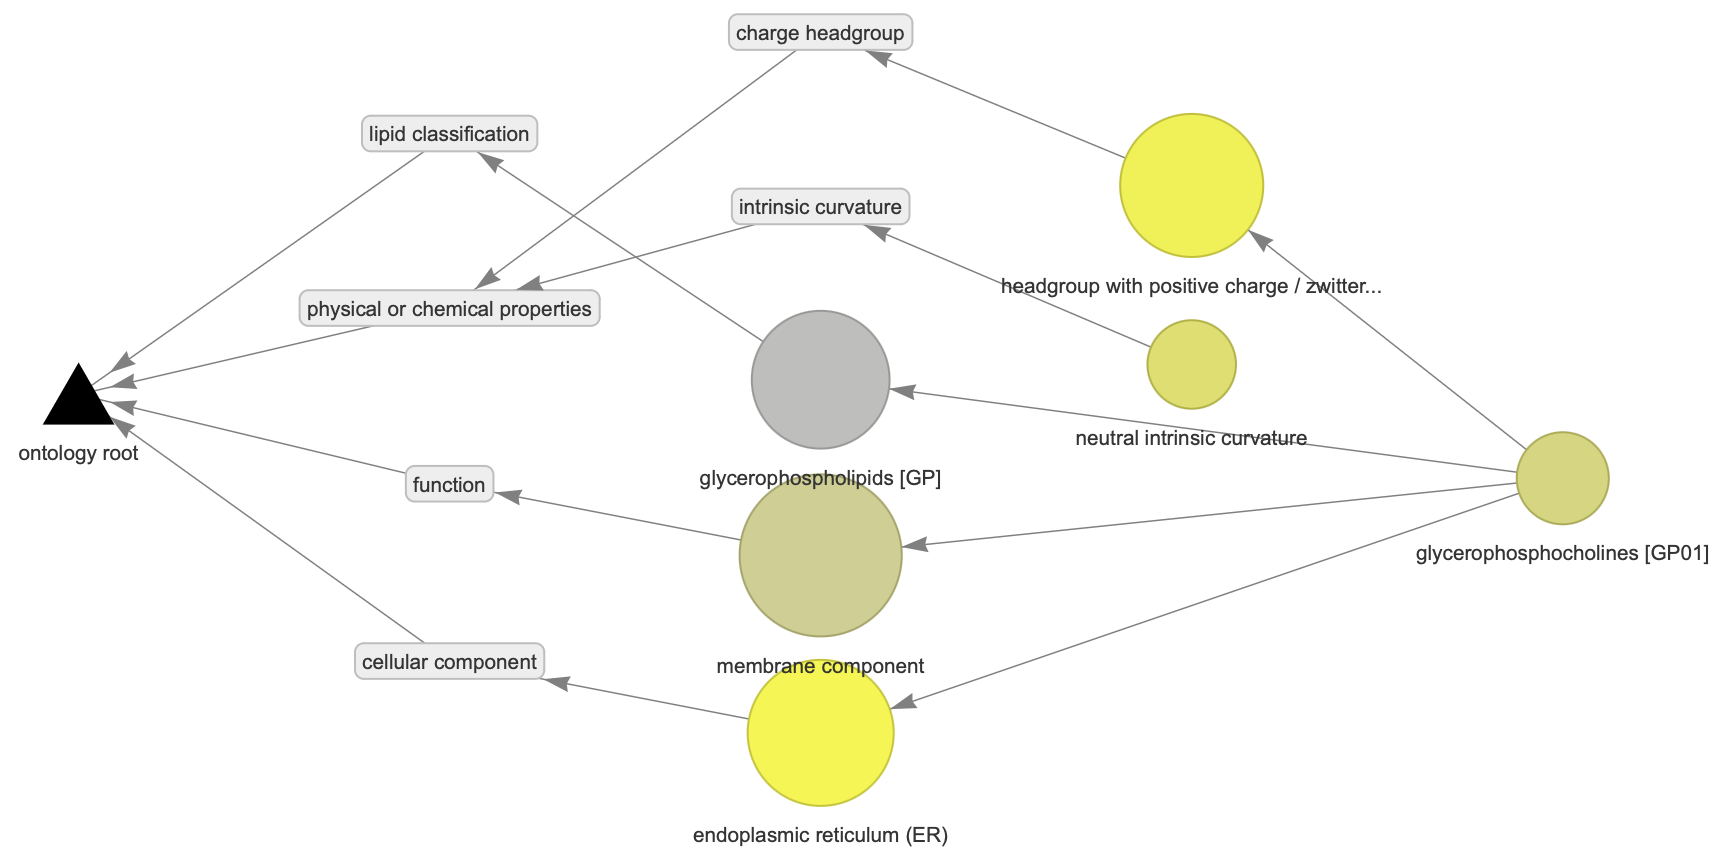 charge headgroup
lipid classification
intrinsic curvature
headgroup with positive charge / zwitter...
physical or chemical properties
neutral intrinsic curvature
ontology root
glycerophospholipids [GP]
function
glycerophosphocholines [GP01]
cellular component
membrane component
endoplasmic reticulum (ER)